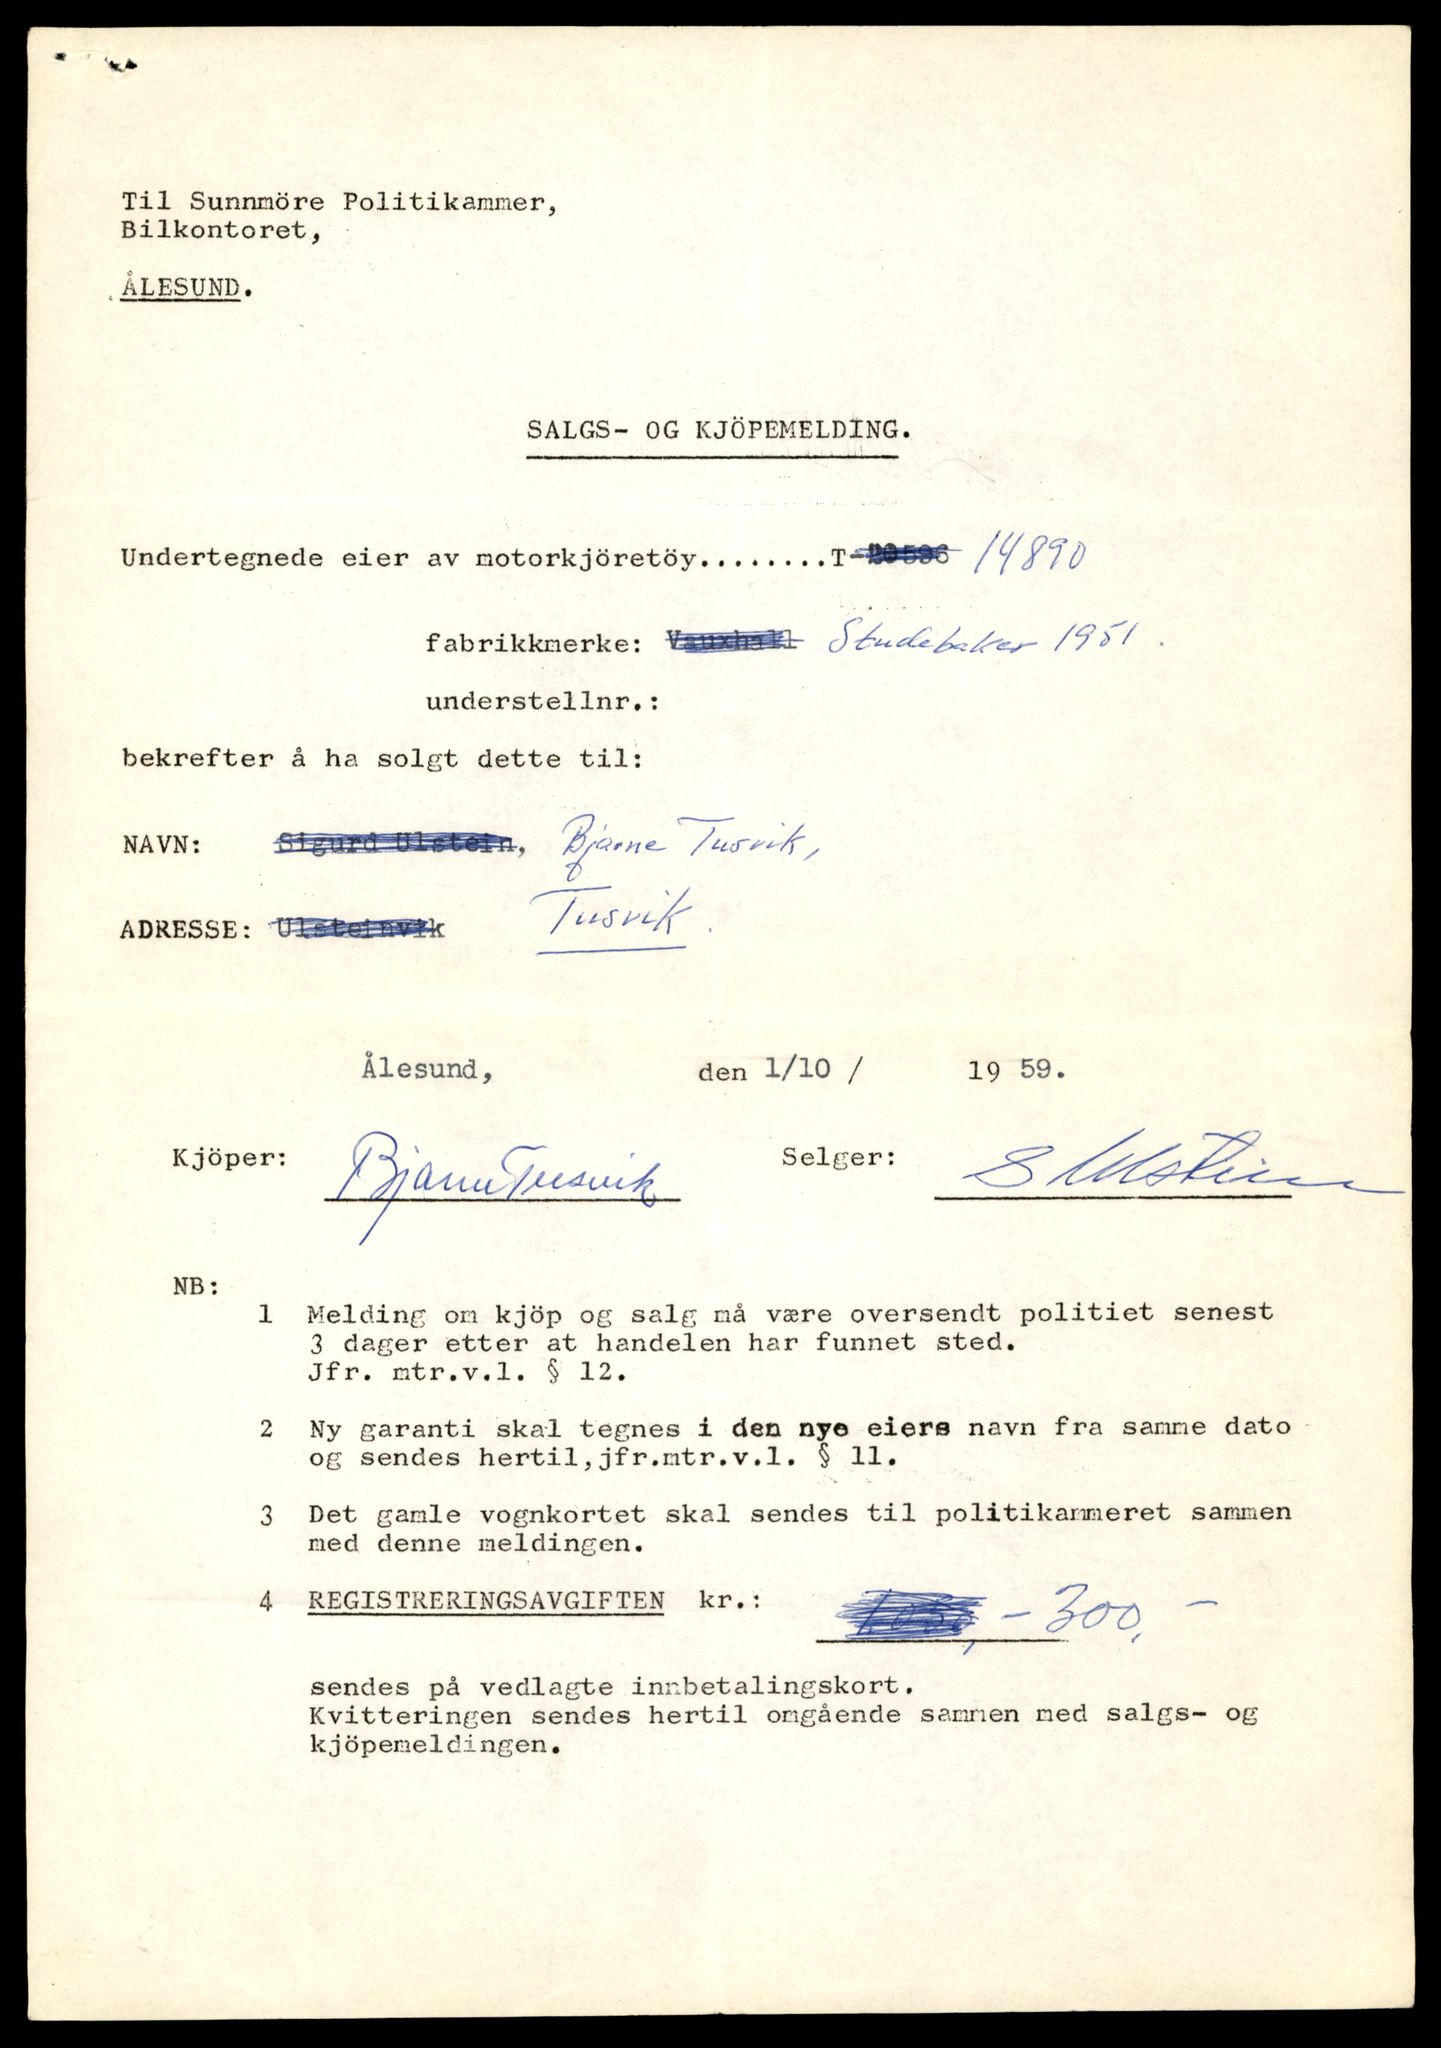 Til Sunnmöre Politikammer,
Bilkontoret,
ÅLESUND.
SALGS- OG KJÖPEMELDING.
Undertegnede eier av motorkjöretöy........T-20596 14890
fabrikkmerke: Vauxhall Studebaker 1951.
understellnr.:
bekrefter å ha solgt dette til:
NAVN: Sigurd Ulstein, Bjarne Tusvik,
ADRESSE: Ulsteinvik Tusvik.
Ålesund, den 1/10 / 19 59.
Kjöper: Bjarne Tusvik Selger: S Ulstein
NB:
1 Melding om kjöp og salg må være oversendt politiet senest
3 dager etter at handelen har funnet sted.
Jfr. mtr.v.l. § 12.
2 Ny garanti skal tegnes i den nye eiers navn fra samme dato
og sendes hertil,jfr.mtr.v.l. § 11.
3 Det gamle vognkortet skal sendes til politikammeret sammen
med denne meldingen.
4 REGISTRERINGSAVGIFTEN kr.: ,- 300,-
sendes på vedlagte innbetalingskort.
Kvitteringen sendes hertil omgående sammen med salgs- og
kjöpemeldingen.